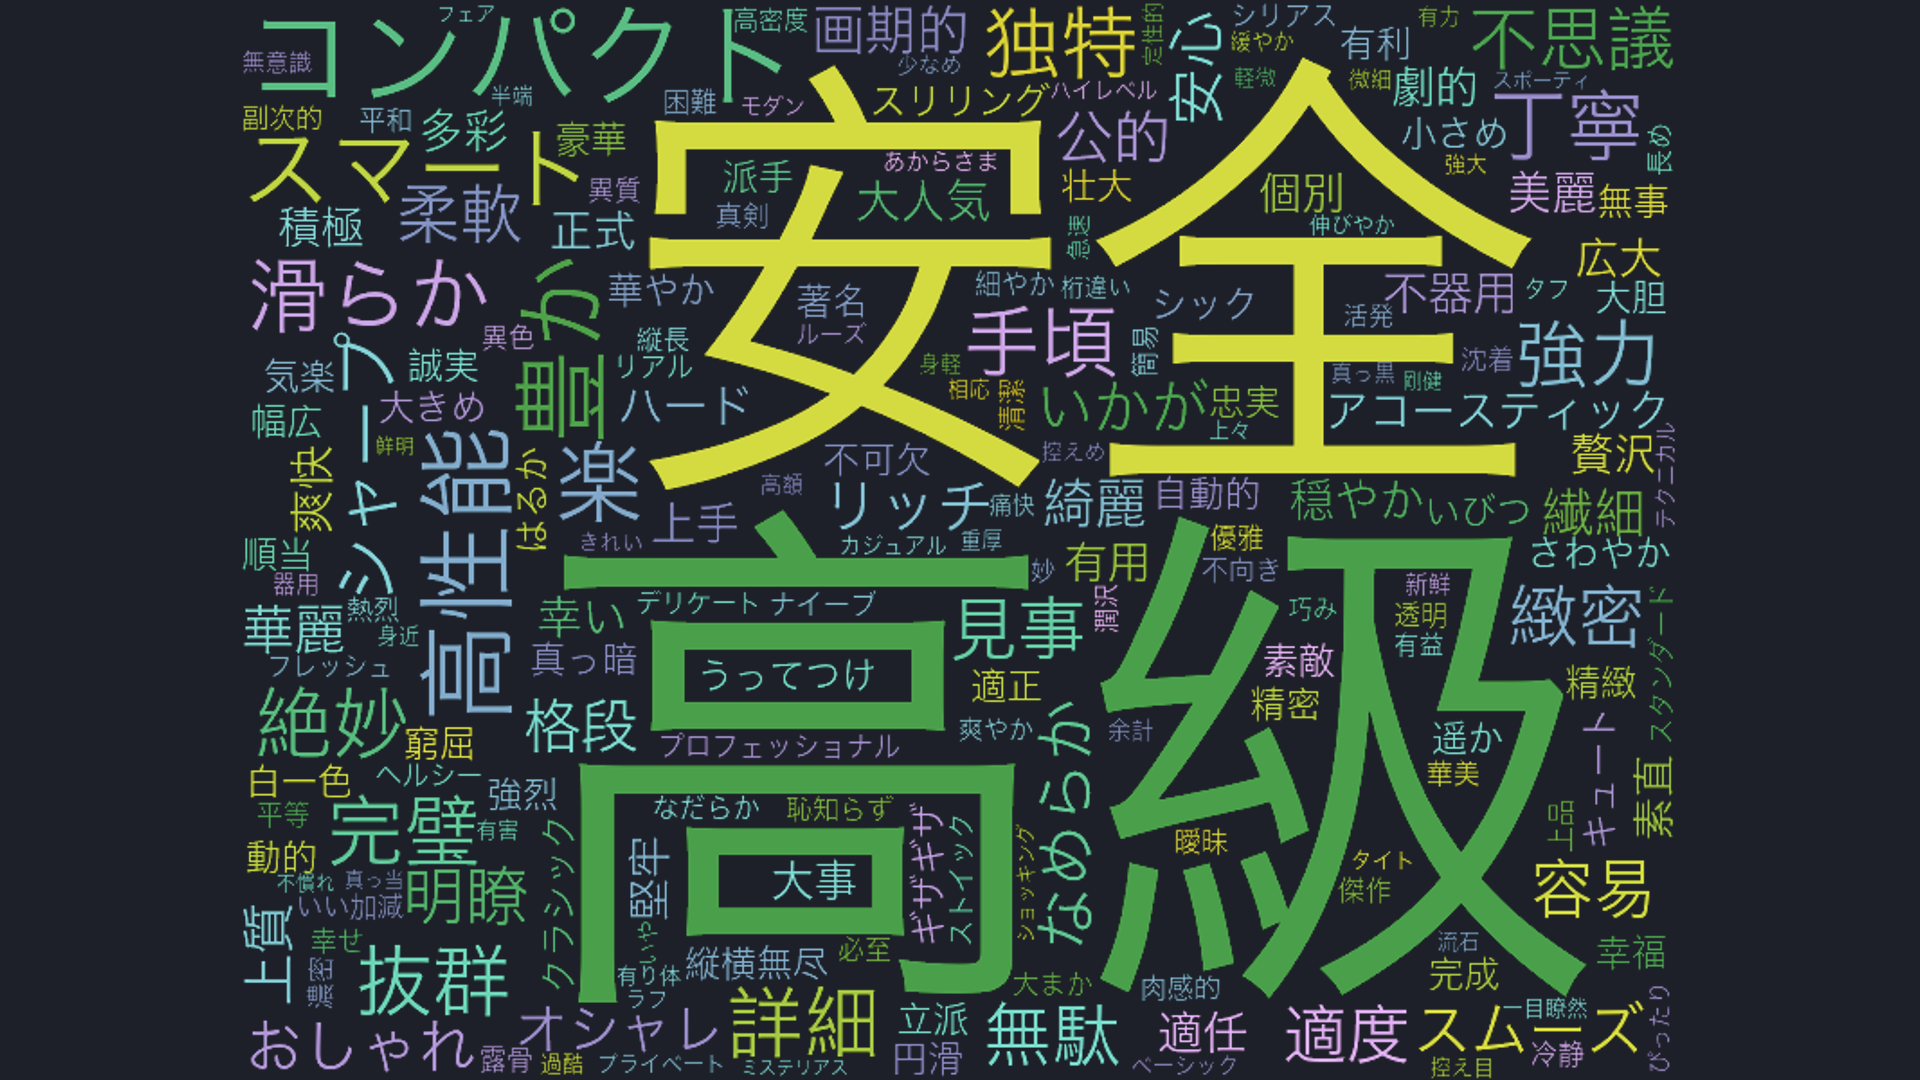 フェア
無意識
コンパクト
高密度
画期的
少なめ
独特
定性的
安心
シリアス
緩やか
有利
有力
不思議
軽微
微細
劇的
スポーティ
丁寧
副次的
平和
半端
多彩
困難
モダン
スリリング
ハイレベル
公的
小さめ
長め
スマート
豪華
派手
あからさま
安全
強大
異質
真剣
大人気
壮大
個別
美麗
無事
積極
柔軟
正式
急速
伸びやか
広大
滑らか
豊か
華やか
著名
ルーズ
細やか
桁違い
シック
不器用
タフ
大胆
異色
縦長
手頃
簡易
活発
強力
気楽
シャープ
誠実
リアル
身軽
真っ黒
剛健
沈着
幅広
大きめ
ハード
相応
清潔
いかが
忠実
上々
アコースティック
鮮明
爽快
高性能
はるか
楽
不可欠
控えめ
贅沢
テクニカル
上手
高額
リッチ
痛快
綺麗
自動的
穏やか
いびつ
繊細
順当
きれい
カジュアル
重厚
優雅
さわやか
器用
高級
妙
有用
不向き
新鮮
華麗
熱烈
身近
幸い
デリケート
ナイーブ
見事
潤沢
巧み
透明
有益
緻密
スタンダード
フレッシュ
真っ暗
うってつけ
適正
素敵
精密
精緻
絶妙
窮屈
格段
プロフェッショナル
爽やか
なめらか
余計
遥か
華美
キュート
素直
白一色
ヘルシー
強烈
平等
完璧
有害
クラシック
なだらか
恥知らず
ギザギザ
ストイック
ショッキング
曖昧
上品
動的
不慣れ
真っ当
いい加減
明瞭
堅牢
大事
タイト
傑作
容易
上質
幸せ
濃密
抜群
いや
有り体
ラフ
縦横無尽
必至
大まか
肉感的
流石
完成
幸福
おしゃれ
露骨
過酷
オシャレ
プライベート
詳細
ミステリアス
立派
円滑
無駄
適任
ベーシック
適度
スムーズ
一目瞭然
冷静
控え目
ぴったり